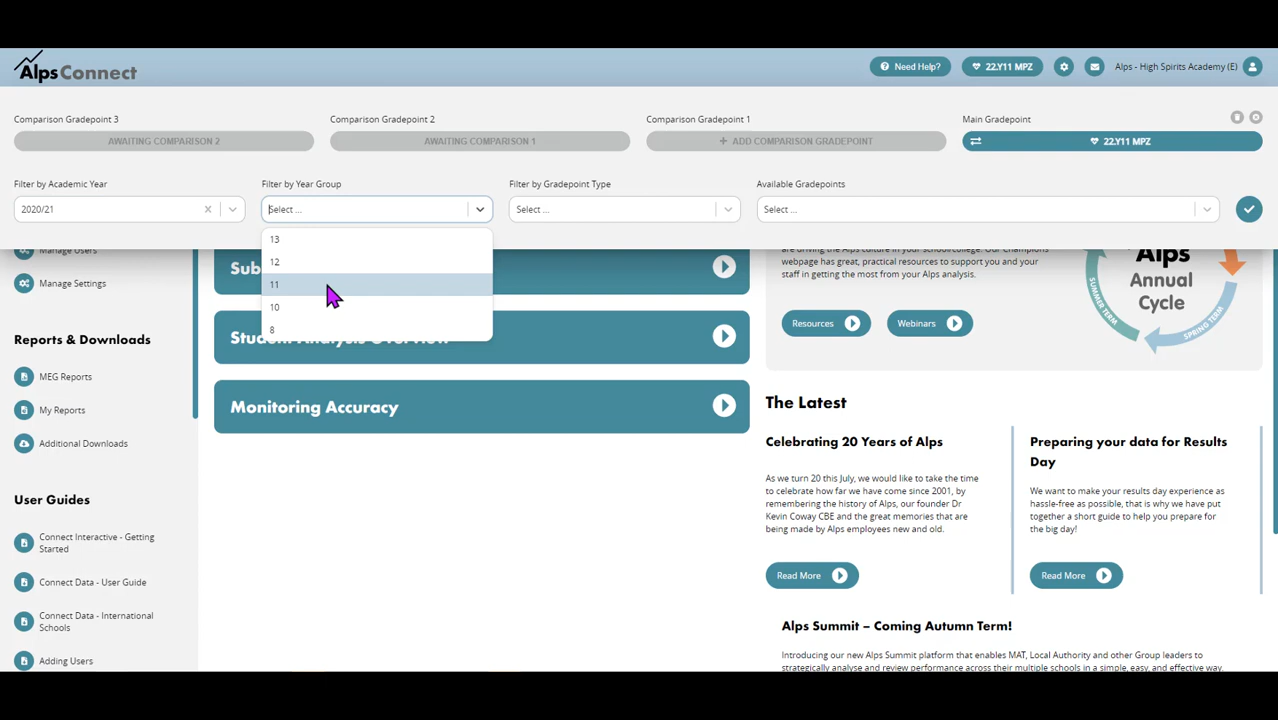 Alps Connect
Need Help?
22.Y11 MPZ
Alps - High Spirits Academy (E)
Comparison Gradepoint 3
Comparison Gradepoint 2
Comparison Gradepoint 1
Main Gradepoint
AWAITING COMPARISON 2
AWAITING COMPARISON 1
+ ADD COMPARISON GRADEPOINT
22.Y11 MPZ
Filter by Academic Year
Filter by Year Group
Filter by Gradepoint Type
Available Gradepoints
2020/21
Select ...
Select ...
Select ...
13
12
11
10
8
Manage Users
Manage Settings
Reports & Downloads
MEG Reports
My Reports
Additional Downloads
User Guides
Connect Interactive - Getting
Started
Connect Data - User Guide
Connect Data - International
Schools
Adding Users
Sub
Student Analysis Overview
Monitoring Accuracy
are driving the Alps culture in your school/college. Our Champions
webpage has great, practical resources to support you and your
staff in getting the most from your Alps analysis.
Resources
Webinars
Alps
Annual
Cycle
SUMMER TERM
SPRING TERM
The Latest
Celebrating 20 Years of Alps
As we turn 20 this July, we would like to take the time
to celebrate how far we have come since 2001, by
remembering the history of Alps, our founder Dr
Kevin Coway CBE and the great memories that are
being made by Alps employees new and old.
Read More
Preparing your data for Results
Day
We want to make your results day experience as
hassle-free as possible, that is why we have put
together a short guide to help you prepare for
the big day!
Read More
Alps Summit – Coming Autumn Term!
Introducing our new Alps Summit platform that enables MAT, Local Authority and other Group leaders to
strategically analyse and review performance across their multiple schools in a simple, easy, and effective way.